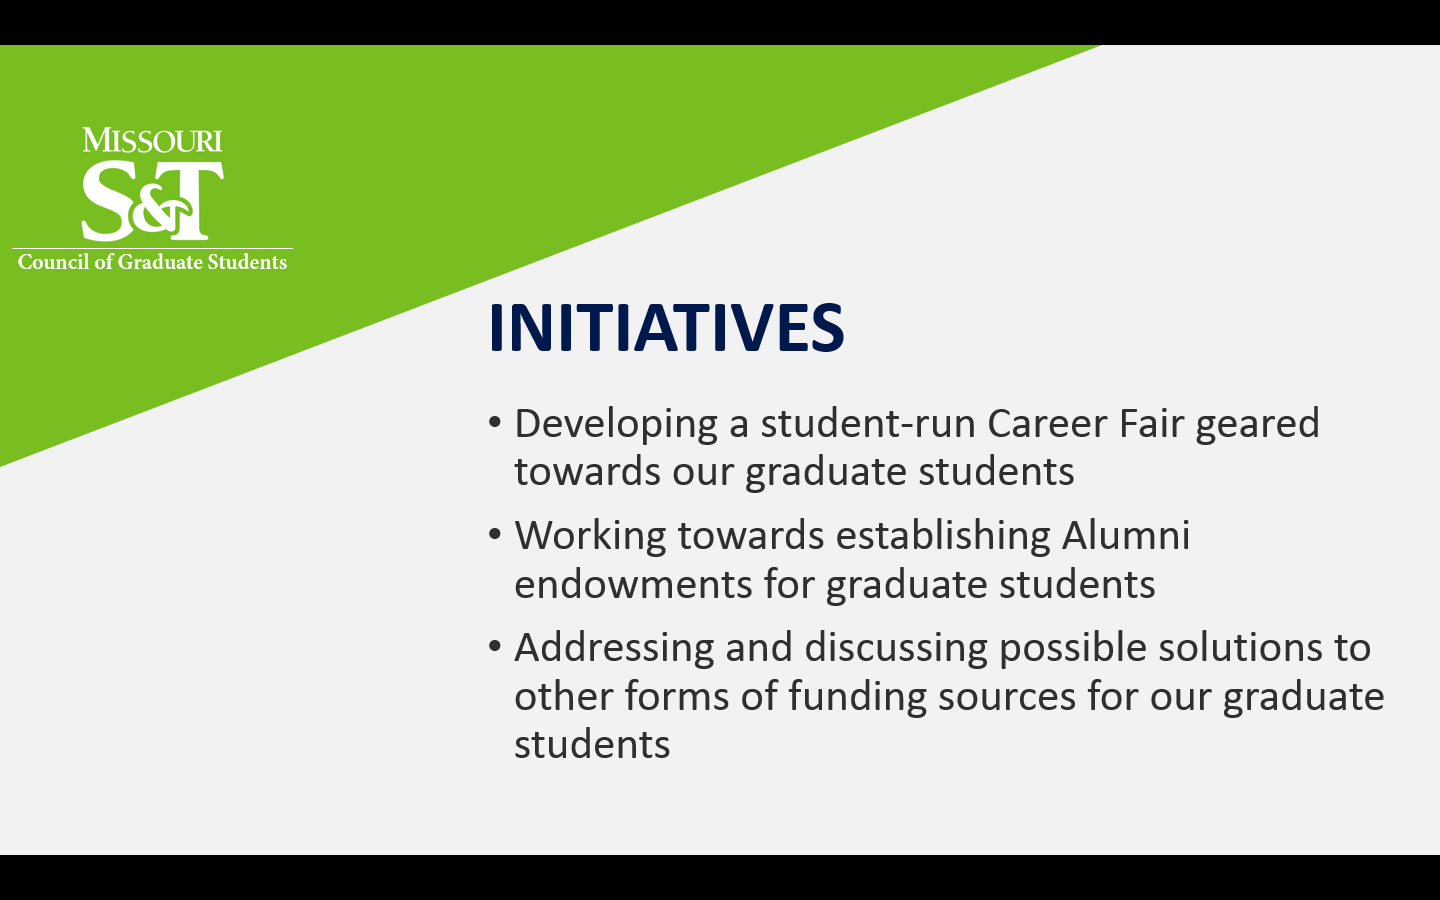 MISSOURI
S&T
Council of Graduate Students
INITIATIVES
• Developing a student-run Career Fair geared
towards our graduate students
• Working towards establishing Alumni
endowments for graduate students
• Addressing and discussing possible solutions to
other forms of funding sources for our graduate
students